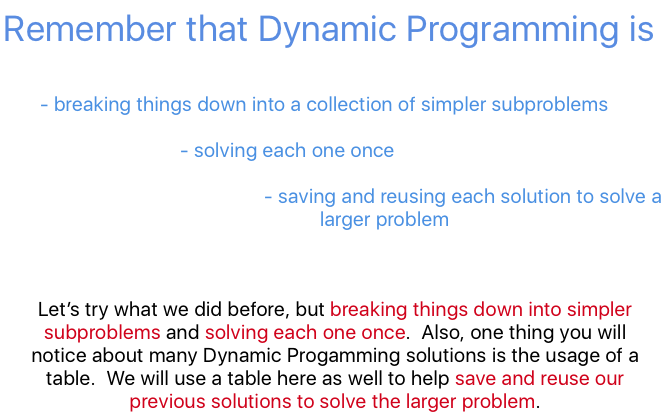 Remember that Dynamic Programming is
- breaking things down into a collection of simpler subproblems
- solving each one once
- saving and reusing each solution to solve a
larger problem
Let's try what we did before, but breaking things down into simpler
subproblems and solving each one once.  Also, one thing you will
notice about many Dynamic Progamming solutions is the usage of a
table.  We will use a table here as well to help save and reuse our
previous solutions to solve the larger problem.